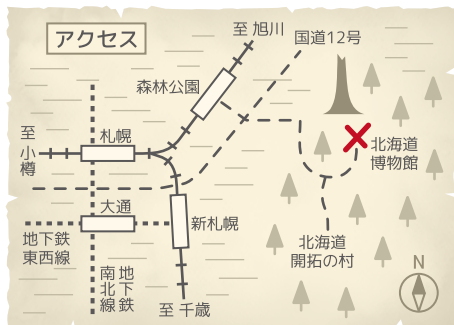 アクセス
至 旭川
国道12号
森林公園
至
小
樽
札幌
北海道
博物館
大通
新札幌
地下鉄
東西線
北海道
開拓の村
南北線
地下鉄
至 千歳
N